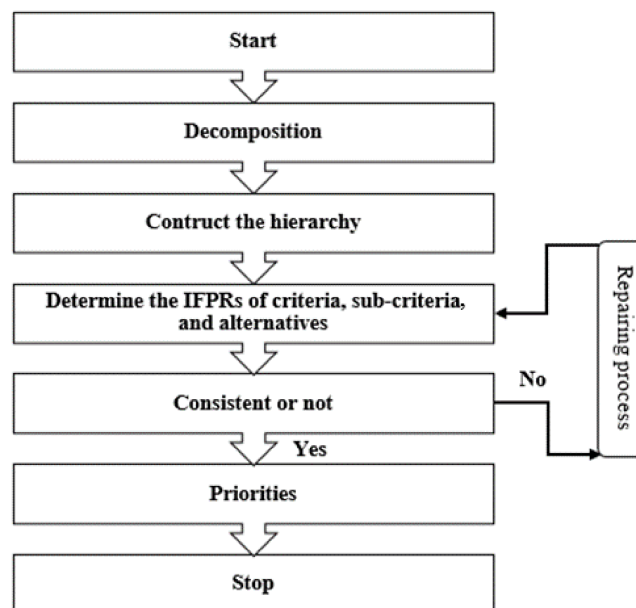 Start
Decomposition
Contruct the hierarchy
Determine the IFPRs of criteria, sub-criteria,
and alternatives
Consistent or not
No
Repairing process
Yes
Priorities
Stop